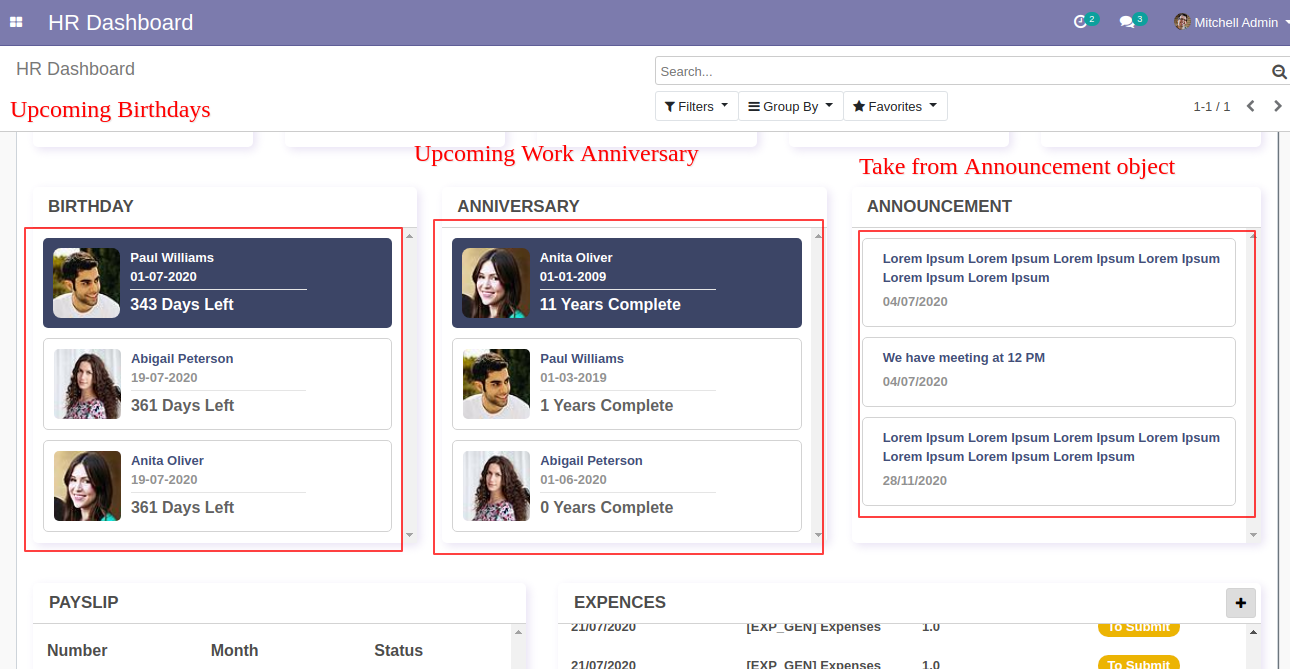 HR Dashboard
2
3
Mitchell Admin
HR Dashboard
Search...
Upcoming Birthdays
Filters
Group By
Favorites
1-1 / 1
Upcoming Work Anniversary
Take from Announcement object
BIRTHDAY
Paul Williams
01-07-2020
343 Days Left
Abigail Peterson
19-07-2020
361 Days Left
Anita Oliver
19-07-2020
361 Days Left
ANNIVERSARY
Anita Oliver
01-01-2009
11 Years Complete
Paul Williams
01-03-2019
1 Years Complete
Abigail Peterson
01-06-2020
0 Years Complete
ANNOUNCEMENT
Lorem Ipsum Lorem Ipsum Lorem Ipsum Lorem Ipsum
Lorem Ipsum Lorem Ipsum
04/07/2020
We have meeting at 12 PM
04/07/2020
Lorem Ipsum Lorem Ipsum Lorem Ipsum Lorem Ipsum
Lorem Ipsum Lorem Ipsum Lorem Ipsum
28/11/2020
PAYSLIP
Number Month Status
EXPENCES
21/07/2020 [EXP_GEN] Expenses 1.0 To Submit
21/07/2020 [EXP_GEN] Expenses 1.0 To Submit